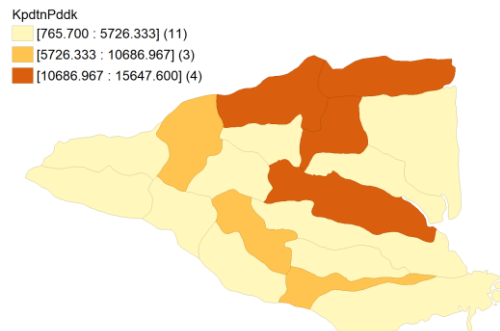 KpdtnPddk
[765.700 : 5726.333] (11)
[5726.333 : 10686.967] (3)
[10686.967 : 15647.600] (4)